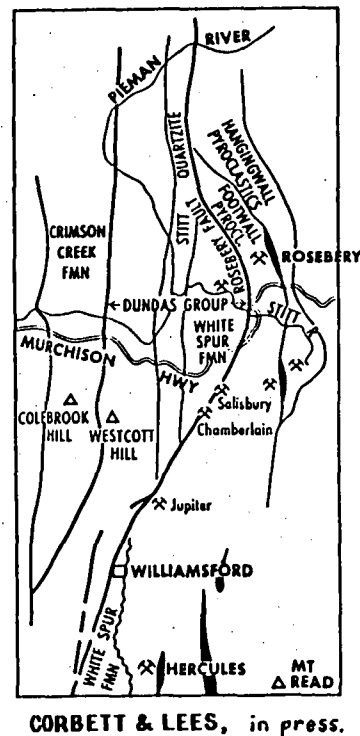 PIEMAN RIVER
STITT QUARTZITE
HANGINGWALL
PYROCLASTICS
FOOTWALL
PYROC.
ROSEBERY FAULT
CRIMSON
CREEK
FMN
ROSEBERY
DUNDAS GROUP
STITT R
WHITE
SPUR
FMN
MURCHISON HWY
COLEBROOK
HILL
WESTCOTT
HILL
Salisbury
Chamberlain
Jupiter
WILLIAMSFORD
WHITE SPUR
FMN
HERCULES
MT
READ
CORBETT & LEES, in press.